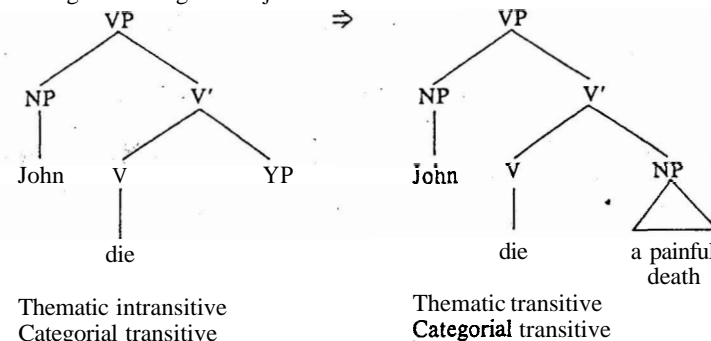 VP ⇒ VP
NP V′ NP V′
John V YP John V NP
die die a painful
death
Thematic intransitive Thematic transitive
Categorial transitive Categorial transitive